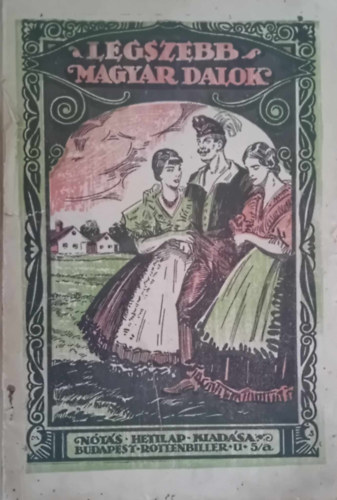 LEGSZEBB
MAGYAR DALOK
NÓTÁS · HETILAP · KIADÁSA
BUDAPEST · ROTTENBILLER · U · 5/a.